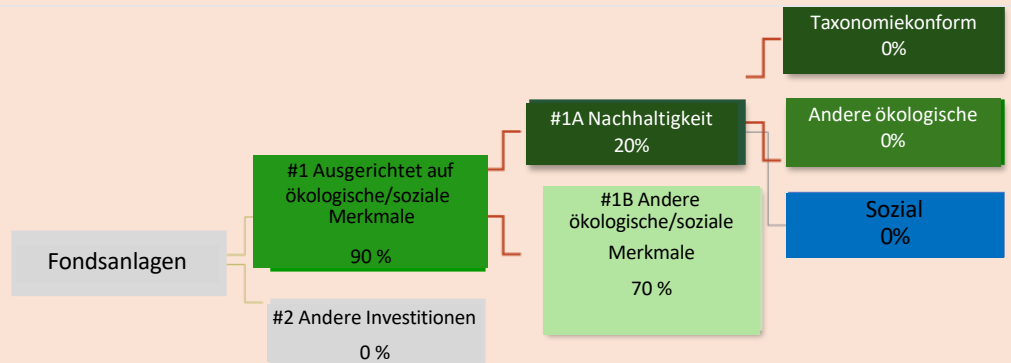 Fondsanlagen
#1 Ausgerichtet auf
ökologische/soziale
Merkmale
90 %
#2 Andere Investitionen
0 %
#1A Nachhaltigkeit
20%
#1B Andere
ökologische/soziale
Merkmale
70 %
Taxonomiekonform
0%
Andere ökologische
0%
Sozial
0%